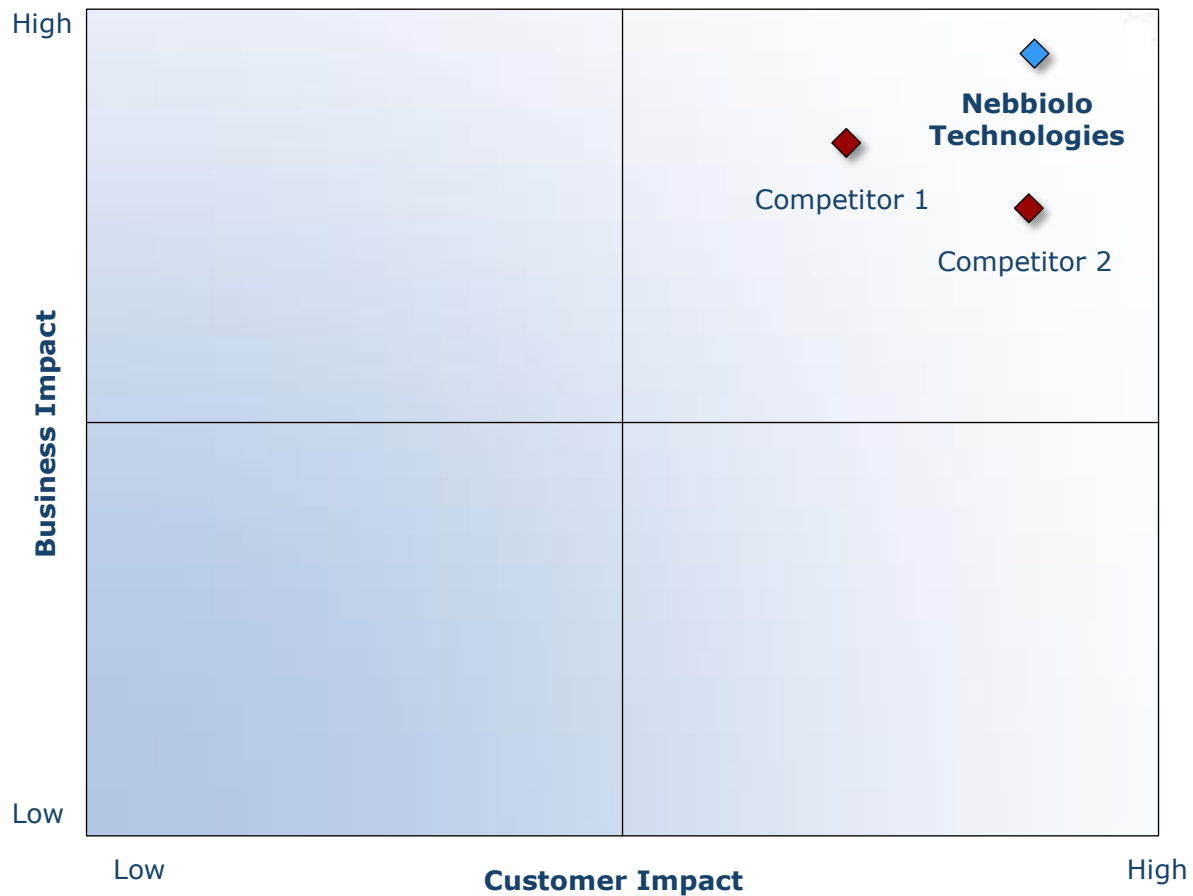 High
Nebbiolo
Technologies
Competitor 1
Competitor 2
Business Impact
Low
Low
Customer Impact
High